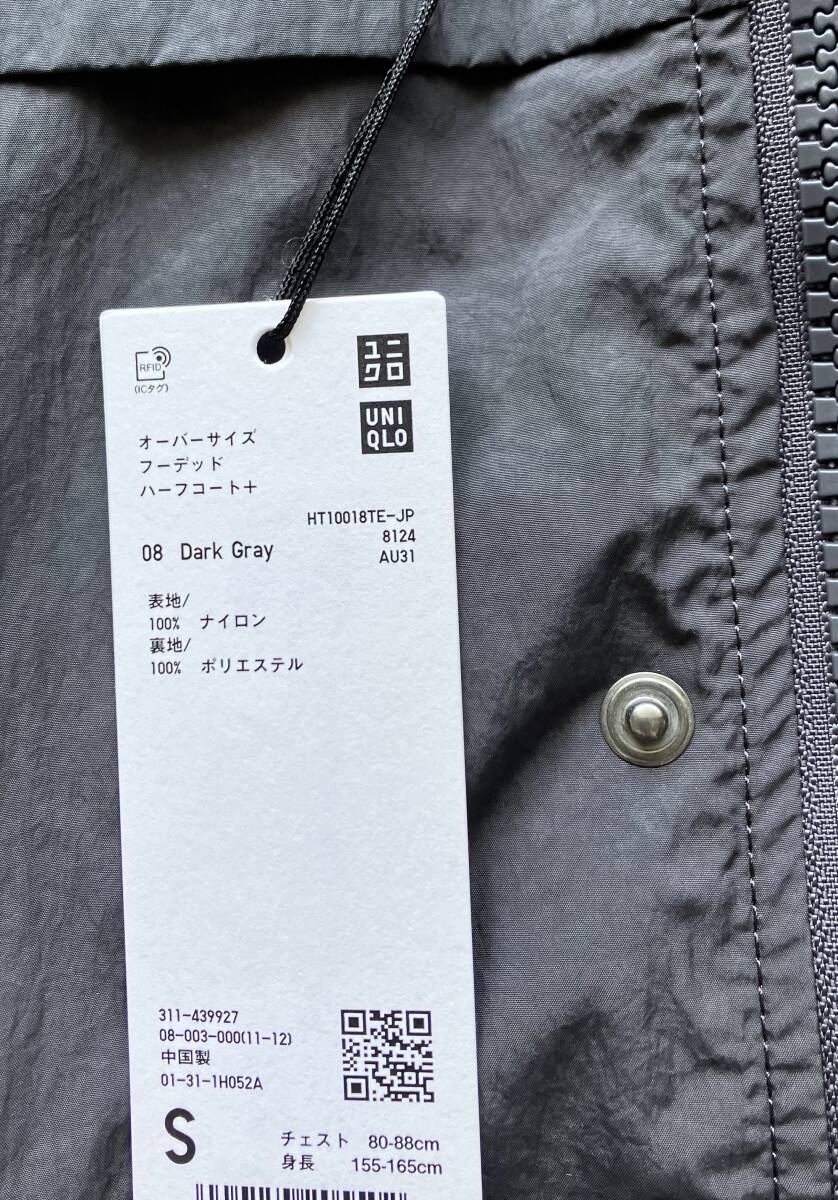 RFID
(ICタグ)
ユニ
クロ
UNI
QLO
オーバーサイズ
フーデッド
ハーフコート+
HT10018TE-JP
8124
AU31
08 Dark Gray
表地/
100% ナイロン
裏地/
100% ポリエステル
311-439927
08-003-000(11-12)
中国製
01-31-1H052A
S
チェスト 80-88cm
身長 155-165cm